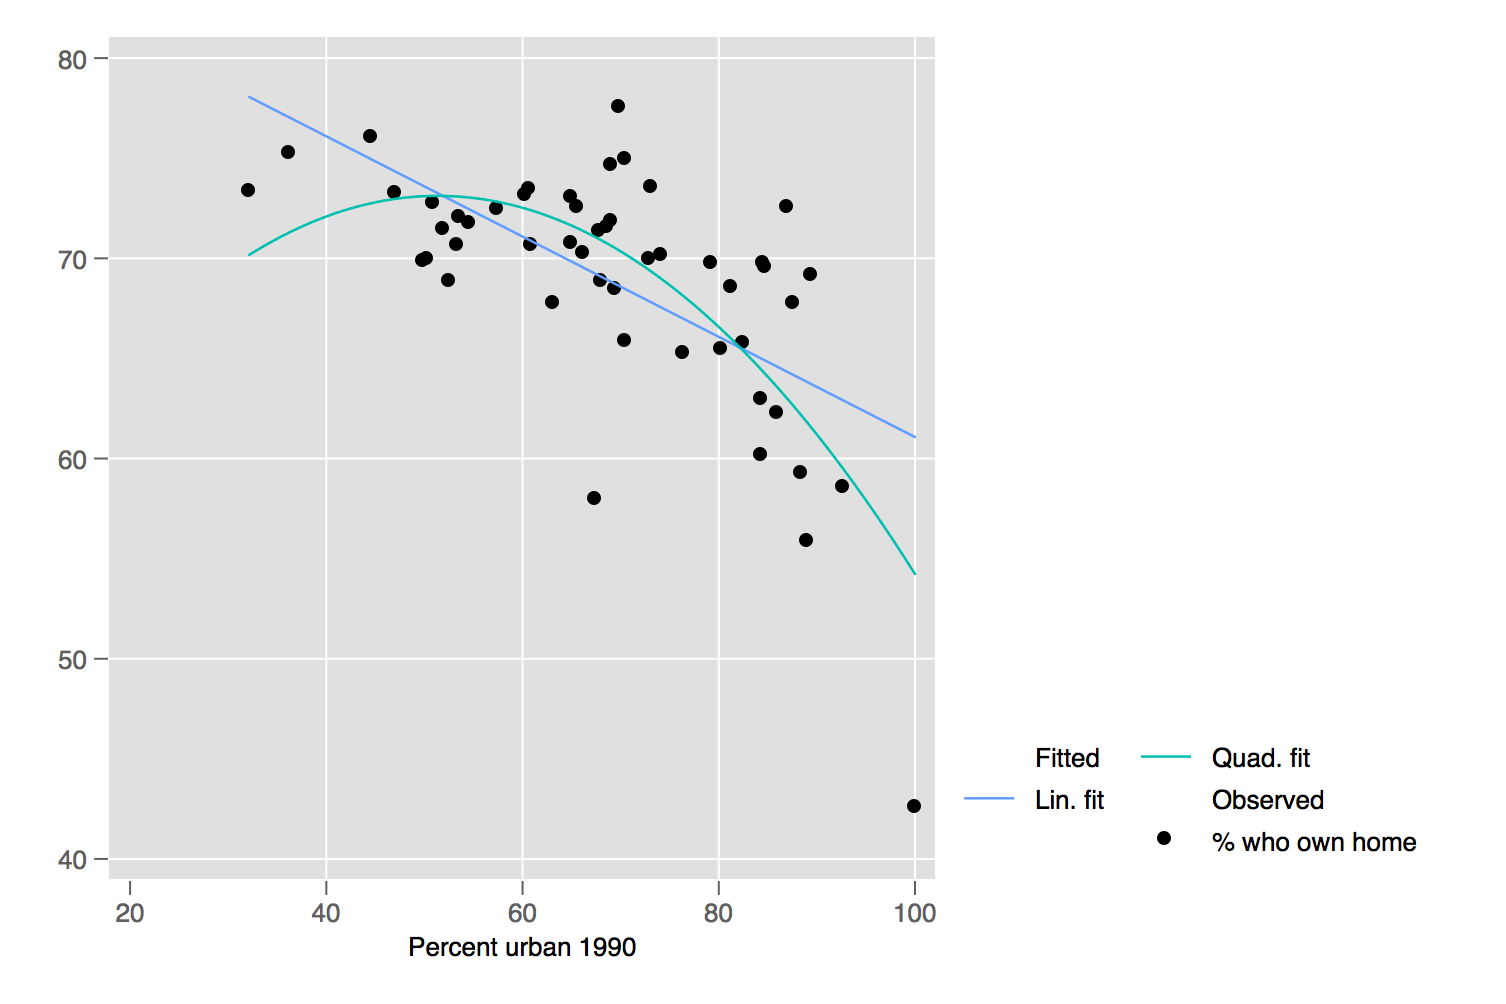 80
70
60
50
40
20 40 60 80 100
Percent urban 1990
Fitted
Lin. fit
Quad. fit
Observed
% who own home